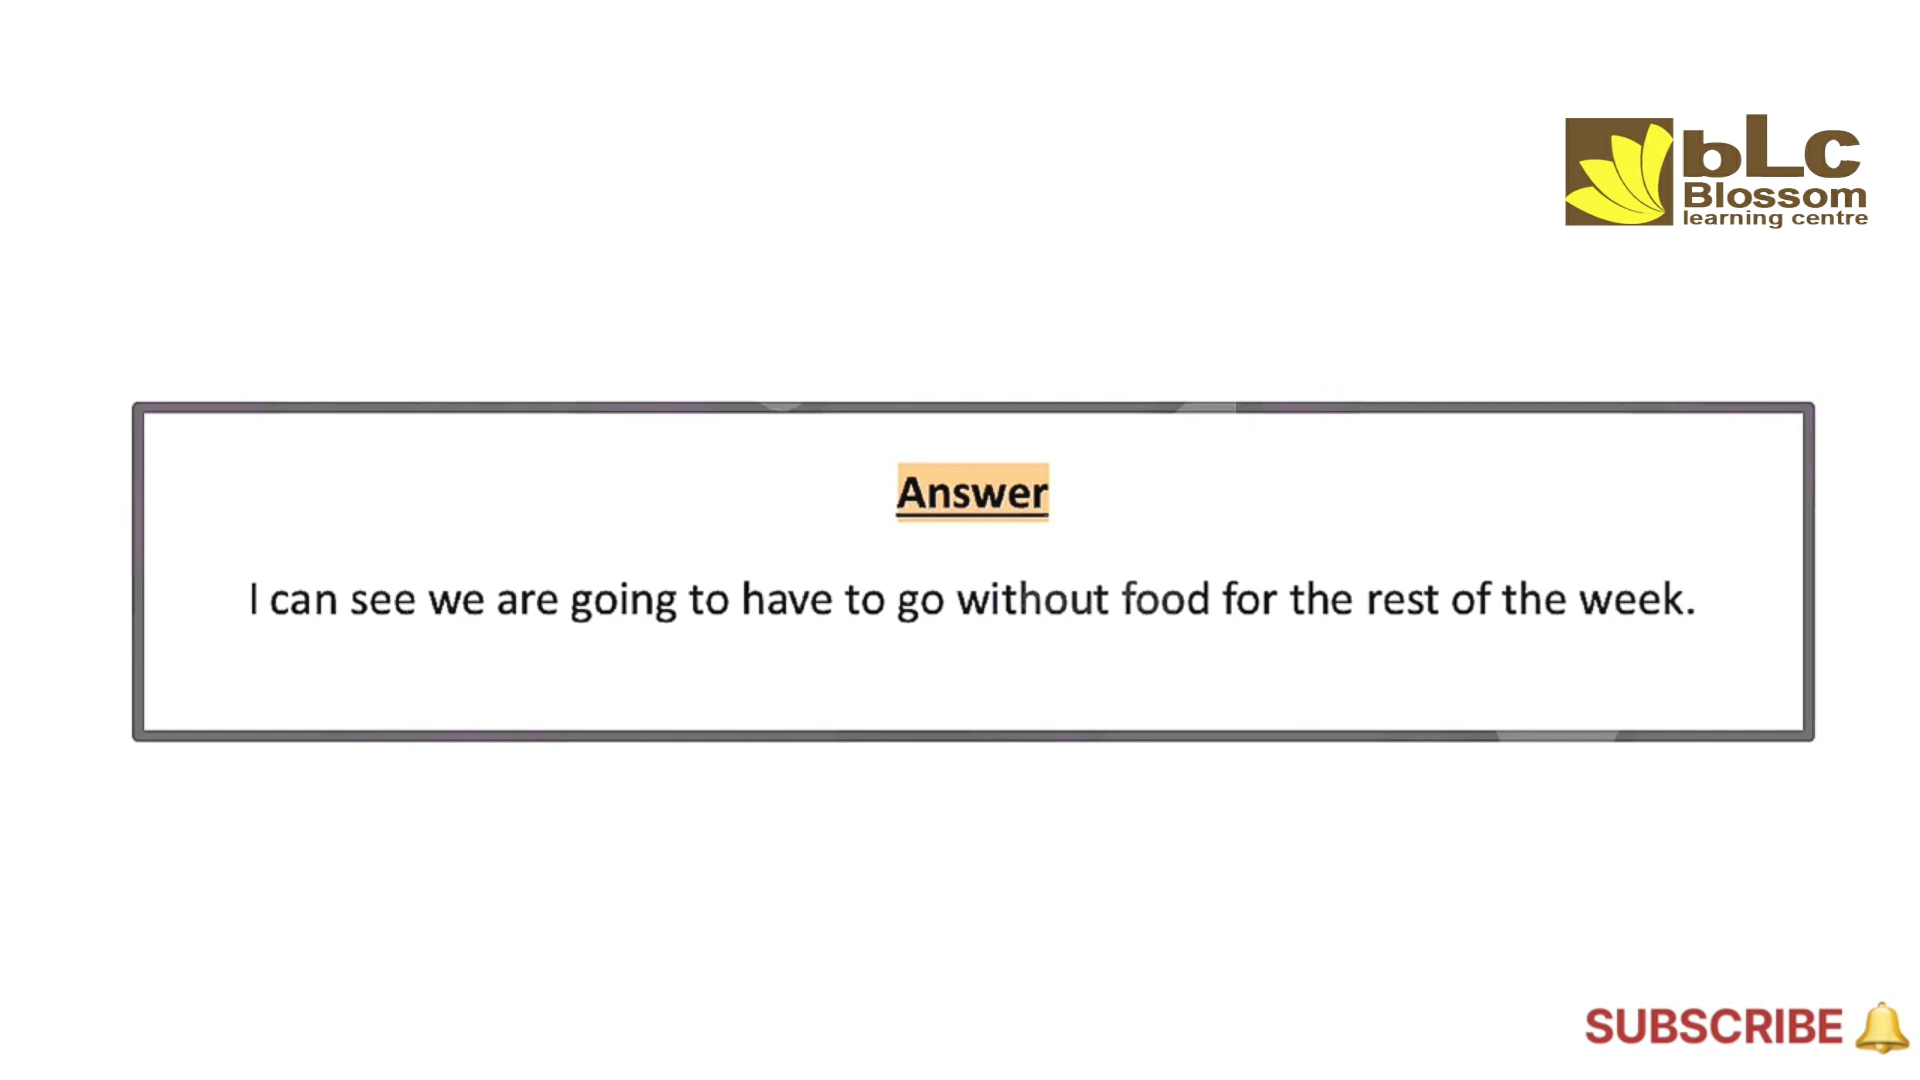 bLc
Blossom
learning centre
Answer
I can see we are going to have to go without food for the rest of the week.
SUBSCRIBE